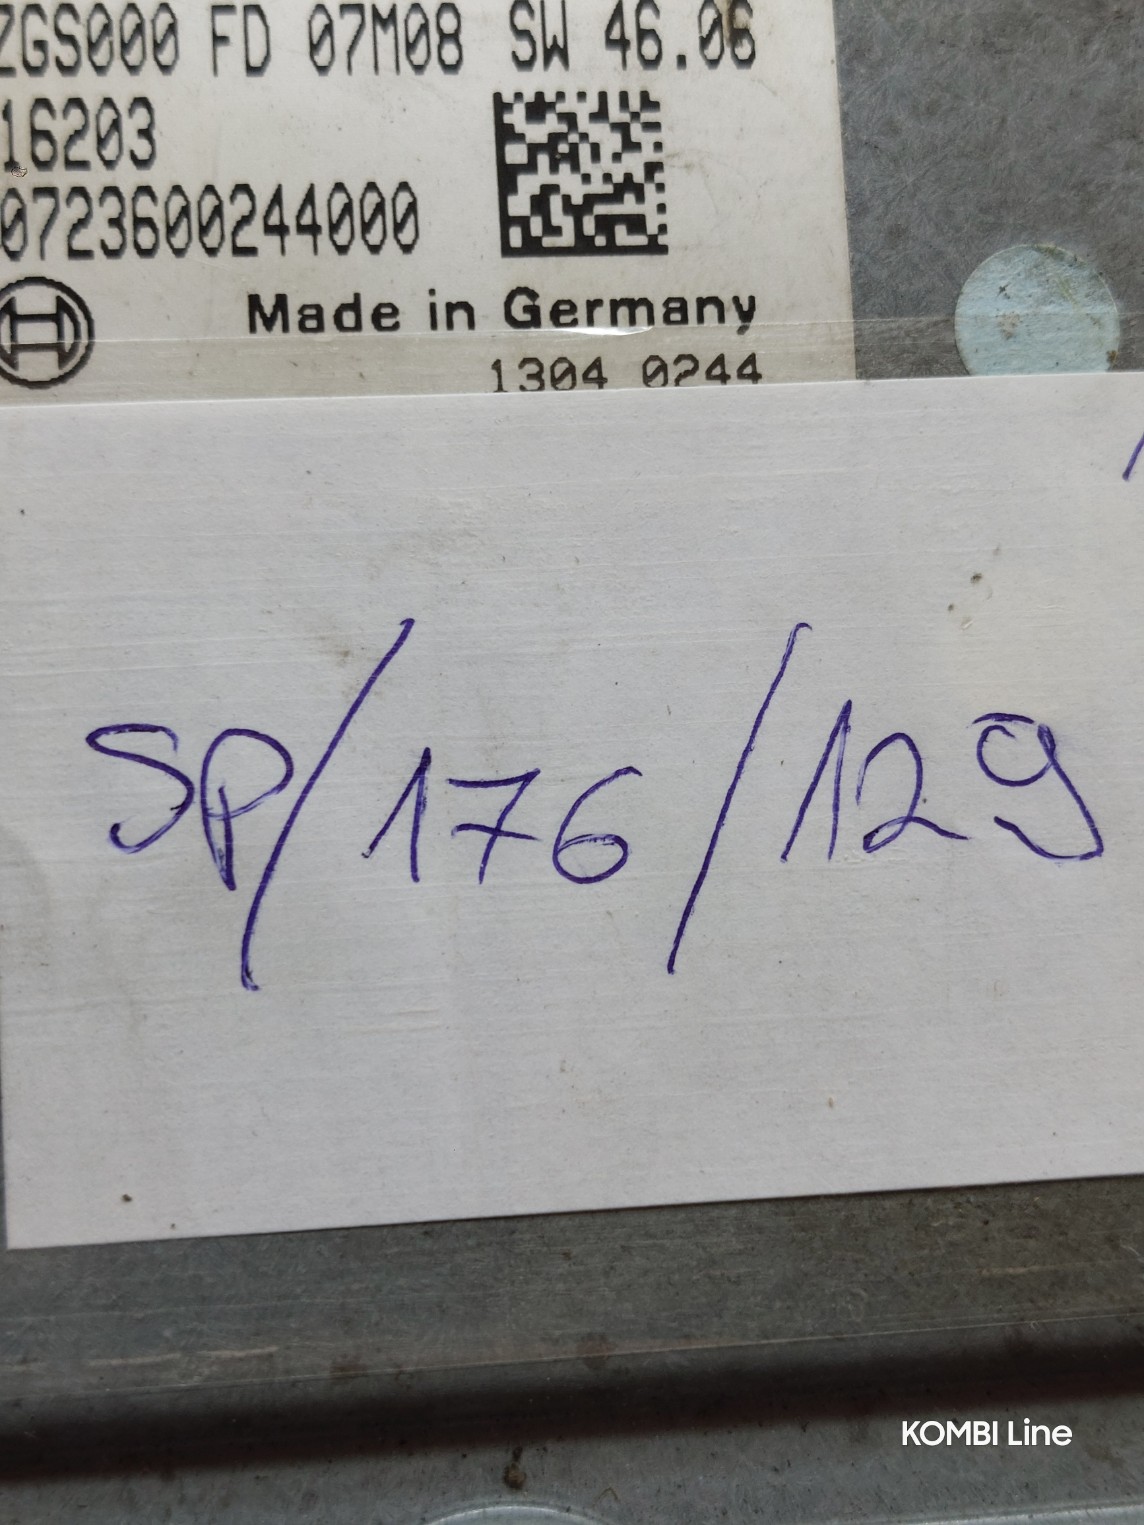 ZGS000 FD 07M08 SW 46.06
16203
0723600244000
Made in Germany
1304 0244
SP/176/129
KOMBI Line